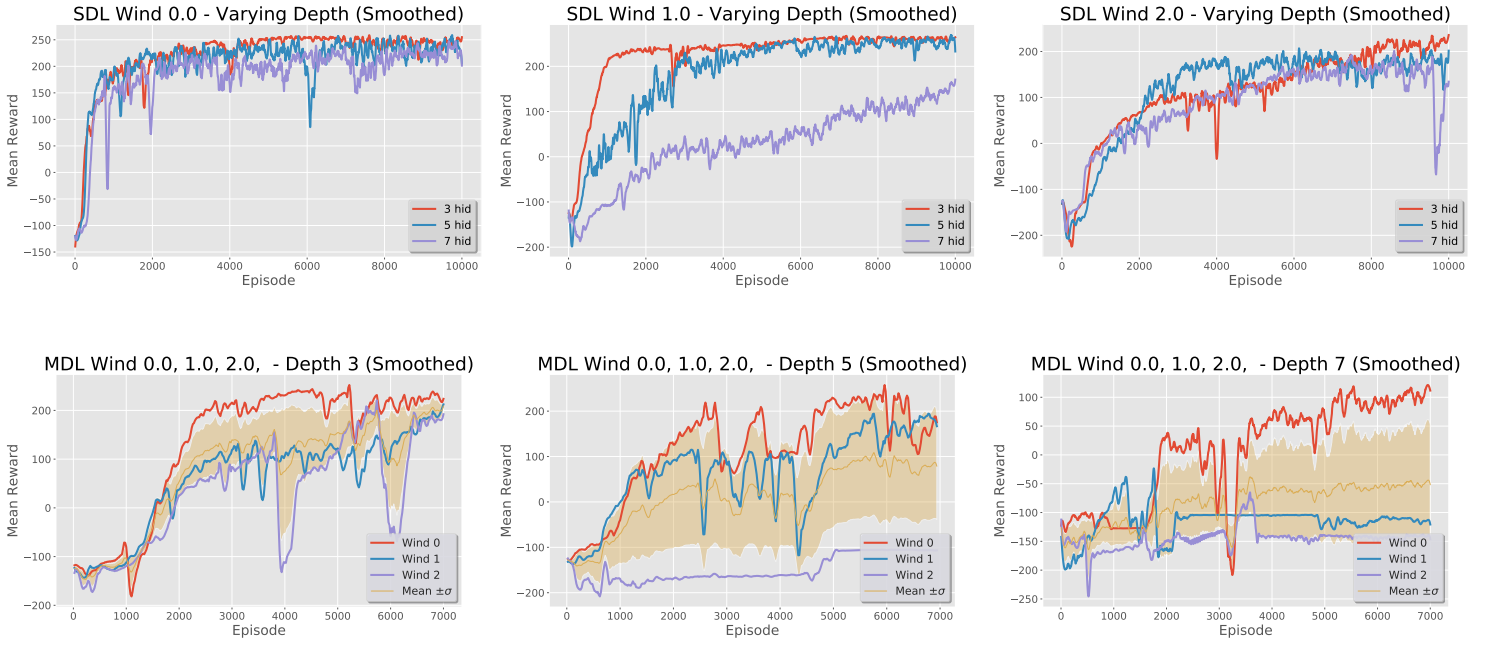 SDL Wind 0.0 - Varying Depth (Smoothed)
Mean Reward
250
200
150
100
50
0
−50
−100
−150
0 2000 4000 6000 8000 10000
Episode
3 hid
5 hid
7 hid
SDL Wind 1.0 - Varying Depth (Smoothed)
Mean Reward
200
100
0
−100
−200
0 2000 4000 6000 8000 10000
Episode
3 hid
5 hid
7 hid
SDL Wind 2.0 - Varying Depth (Smoothed)
Mean Reward
200
100
0
−100
−200
0 2000 4000 6000 8000 10000
Episode
3 hid
5 hid
7 hid
MDL Wind 0.0, 1.0, 2.0,  - Depth 3 (Smoothed)
Mean Reward
200
100
0
−100
−200
0 1000 2000 3000 4000 5000 6000 7000
Episode
Wind 0
Wind 1
Wind 2
Mean ±σ
MDL Wind 0.0, 1.0, 2.0,  - Depth 5 (Smoothed)
Mean Reward
200
100
0
−100
−200
0 1000 2000 3000 4000 5000 6000 7000
Episode
Wind 0
Wind 1
Wind 2
Mean ±σ
MDL Wind 0.0, 1.0, 2.0,  - Depth 7 (Smoothed)
Mean Reward
100
50
0
−50
−100
−150
−200
−250
0 1000 2000 3000 4000 5000 6000 7000
Episode
Wind 0
Wind 1
Wind 2
Mean ±σ